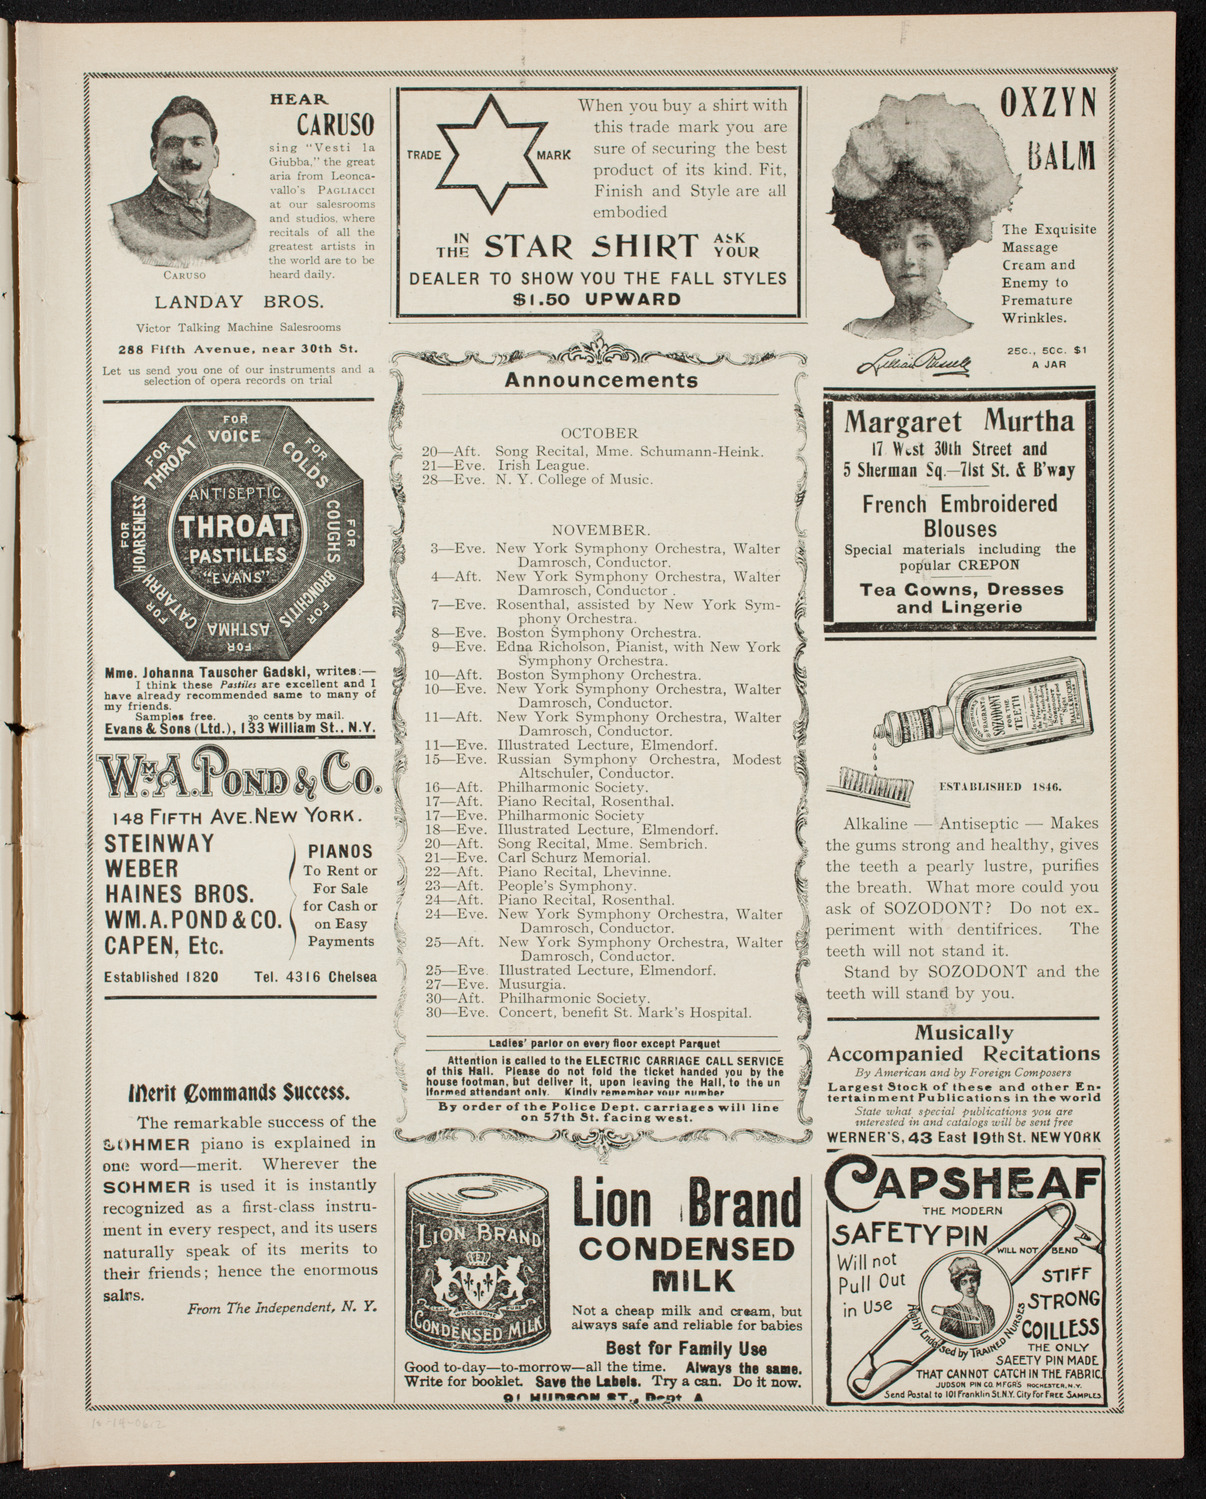 HEAR
CARUSO
sing "Vesti la
Giubba," the great
aria from Leonca-
vallo's PAGLIACCI
at our salesrooms
and studios, where
recitals of all the
greatest artists in
the world are to be
heard daily.
CARUSO
LANDAY BROS.
Victor Talking Machine Salesrooms
288 Fifth Avenue, near 30th St.
Let us send you one of our instruments and a
selection of opera records on trial
FOR VOICE
FOR COLDS
FOR COUGHS
FOR BRONCHITIS
FOR ASTHMA
FOR CATARRH
FOR HOARSENESS
FOR THROAT
ANTISEPTIC
THROAT
PASTILLES
"EVANS"
Mme. Johanna Tauscher Gadski, writes:—
I think these Pastiles are excellent and I
have already recommended same to many of
my friends.
Samples free. 30 cents by mail.
Evans & Sons (Ltd.), 133 William St., N.Y.
Wm. A. POND & Co.
148 FIFTH AVE. NEW YORK.
STEINWAY
WEBER
HAINES BROS.
WM. A. POND & CO.
CAPEN, Etc.
PIANOS
To Rent or
For Sale
for Cash or
on Easy
Payments
Established 1820 Tel. 4316 Chelsea
Merit Commands Success.
The remarkable success of the
SOHMER piano is explained in
one word—merit. Wherever the
SOHMER is used it is instantly
recognized as a first-class instru-
ment in every respect, and its users
naturally speak of its merits to
their friends; hence the enormous
sales.
From The Independent, N. Y.
TRADE MARK
When you buy a shirt with
this trade mark you are
sure of securing the best
product of its kind. Fit,
Finish and Style are all
embodied
IN THE STAR SHIRT ASK YOUR
DEALER TO SHOW YOU THE FALL STYLES
$1.50 UPWARD
Announcements
OCTOBER
20—Aft. Song Recital, Mme. Schumann-Heink.
21—Eve. Irish League.
28—Eve. N. Y. College of Music.
NOVEMBER.
3—Eve. New York Symphony Orchestra, Walter
Damrosch, Conductor.
4—Aft. New York Symphony Orchestra, Walter
Damrosch, Conductor .
7—Eve. Rosenthal, assisted by New York Sym-
phony Orchestra.
8—Eve. Boston Symphony Orchestra.
9—Eve. Edna Richolson, Pianist, with New York
Symphony Orchestra.
10—Aft. Boston Symphony Orchestra.
10—Eve. New York Symphony Orchestra, Walter
Damrosch, Conductor.
11—Aft. New York Symphony Orchestra, Walter
Damrosch, Conductor.
11—Eve. Illustrated Lecture, Elmendorf.
15—Eve. Russian Symphony Orchestra, Modest
Altschuler, Conductor.
16—Aft. Philharmonic Society.
17—Aft. Piano Recital, Rosenthal.
17—Eve. Philharmonic Society
18—Eve. Illustrated Lecture, Elmendorf.
20—Aft. Song Recital, Mme. Sembrich.
21—Eve. Carl Schurz Memorial.
22—Aft. Piano Recital, Lhevinne.
23—Aft. People's Symphony.
24—Aft. Piano Recital, Rosenthal.
24—Eve. New York Symphony Orchestra, Walter
Damrosch, Conductor.
25—Aft. New York Symphony Orchestra, Walter
Damrosch, Conductor.
25—Eve. Illustrated Lecture, Elmendorf.
27—Eve. Musurgia.
30—Aft. Philharmonic Society.
30—Eve. Concert, benefit St. Mark's Hospital.
Ladies' parlor on every floor except Parquet
Attention is called to the ELECTRIC CARRIAGE CALL SERVICE
of this Hall. Please do not fold the ticket handed you by the
house footman, but deliver it, upon leaving the Hall, to the un
iformed attendant only. Kindly remember your number
By order of the Police Dept. carriages will line
on 57th St. facing west.
LION BRAND
WHOLESOME PURE
CONDENSED MILK
Lion Brand
CONDENSED
MILK
Not a cheap milk and cream, but
always safe and reliable for babies
Best for Family Use
Good to-day—to-morrow—all the time. Always the same.
Write for booklet. Save the Labels. Try a can. Do it now.
91 HUDSON ST., Dept A
OXZYN
BALM
The Exquisite
Massage
Cream and
Enemy to
Premature
Wrinkles.
Lillian Russell
25c., 50c. $1
A JAR
Margaret Murtha
17 West 30th Street and
5 Sherman Sq.—71st St. & B'way
French Embroidered
Blouses
Special materials including the
popular CREPON
Tea Gowns, Dresses
and Lingerie
SOZODONT
FOR THE
TEETH
ESTABLISHED 1846.
Alkaline — Antiseptic — Makes
the gums strong and healthy, gives
the teeth a pearly lustre, purifies
the breath. What more could you
ask of SOZODONT? Do not ex-
periment with dentifrices. The
teeth will not stand it.
Stand by SOZODONT and the
teeth will stand by you.
Musically
Accompanied Recitations
By American and by Foreign Composers
Largest Stock of these and other En-
tertainment Publications in the world
State what special publications you are
interested in and catalogs will be sent free
WERNER'S, 43 East 19th St. NEW YORK
CAPSHEAF
THE MODERN
SAFETY PIN
WILL NOT BEND
Will not
Pull Out
in Use
STIFF
STRONG
COILLESS
Highly Endorsed by TRAINED NURSES
THE ONLY
SAFETY PIN MADE
THAT CANNOT CATCH IN THE FABRIC.
JUDSON PIN CO. MFGRS ROCHESTER, N.Y.
Send Postal to 101 Franklin St. N.Y. City for FREE SAMPLES
10-19-06-2